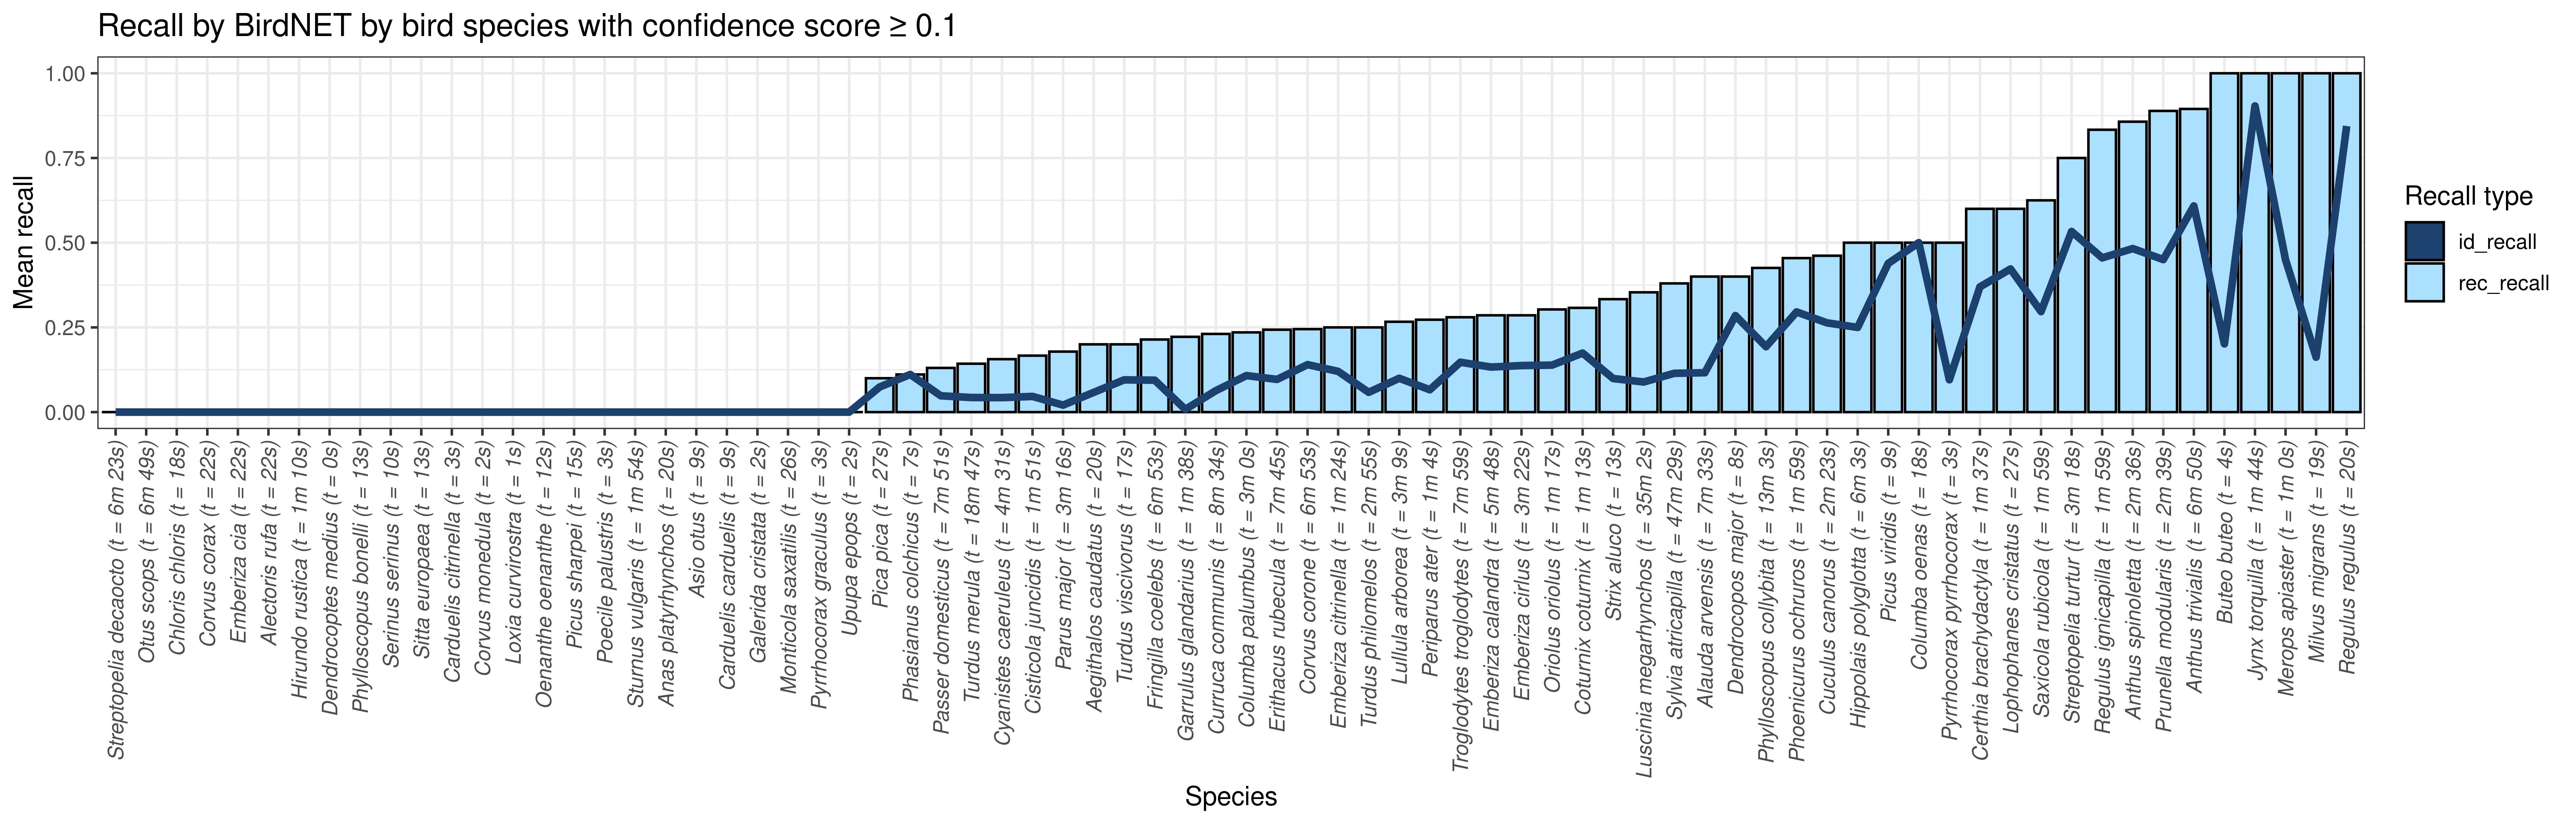 Recall by BirdNET by bird species with confidence score ≥ 0.1
Mean recall
1.00
0.75
0.50
0.25
0.00
Streptopelia decaocto (t = 6m 23s)
Otus scops (t = 6m 49s)
Chloris chloris (t = 18s)
Corvus corax (t = 22s)
Emberiza cia (t = 22s)
Alectoris rufa (t = 22s)
Hirundo rustica (t = 1m 10s)
Dendrocoptes medius (t = 0s)
Phylloscopus bonelli (t = 13s)
Serinus serinus (t = 10s)
Sitta europaea (t = 13s)
Carduelis citrinella (t = 3s)
Corvus monedula (t = 2s)
Loxia curvirostra (t = 1s)
Oenanthe oenanthe (t = 12s)
Picus sharpei (t = 15s)
Poecile palustris (t = 3s)
Sturnus vulgaris (t = 1m 54s)
Anas platyrhynchos (t = 20s)
Asio otus (t = 9s)
Carduelis carduelis (t = 9s)
Galerida cristata (t = 2s)
Monticola saxatilis (t = 26s)
Pyrrhocorax graculus (t = 3s)
Upupa epops (t = 2s)
Pica pica (t = 27s)
Phasianus colchicus (t = 7s)
Passer domesticus (t = 7m 51s)
Turdus merula (t = 18m 47s)
Cyanistes caeruleus (t = 4m 31s)
Cisticola juncidis (t = 1m 51s)
Parus major (t = 3m 16s)
Aegithalos caudatus (t = 20s)
Turdus viscivorus (t = 17s)
Fringilla coelebs (t = 6m 53s)
Garrulus glandarius (t = 1m 38s)
Curruca communis (t = 8m 34s)
Columba palumbus (t = 3m 0s)
Erithacus rubecula (t = 7m 45s)
Corvus corone (t = 6m 53s)
Emberiza citrinella (t = 1m 24s)
Turdus philomelos (t = 2m 55s)
Lullula arborea (t = 3m 9s)
Periparus ater (t = 1m 4s)
Troglodytes troglodytes (t = 7m 59s)
Emberiza calandra (t = 5m 48s)
Emberiza cirlus (t = 3m 22s)
Oriolus oriolus (t = 1m 17s)
Coturnix coturnix (t = 1m 13s)
Strix aluco (t = 13s)
Luscinia megarhynchos (t = 35m 2s)
Sylvia atricapilla (t = 47m 29s)
Alauda arvensis (t = 7m 33s)
Dendrocopos major (t = 8s)
Phylloscopus collybita (t = 13m 3s)
Phoenicurus ochruros (t = 1m 59s)
Cuculus canorus (t = 2m 23s)
Hippolais polyglotta (t = 6m 3s)
Picus viridis (t = 9s)
Columba oenas (t = 18s)
Pyrrhocorax pyrrhocorax (t = 3s)
Certhia brachydactyla (t = 1m 37s)
Lophophanes cristatus (t = 27s)
Saxicola rubicola (t = 1m 59s)
Streptopelia turtur (t = 3m 18s)
Regulus ignicapilla (t = 1m 59s)
Anthus spinoletta (t = 2m 36s)
Prunella modularis (t = 2m 39s)
Anthus trivialis (t = 6m 50s)
Buteo buteo (t = 4s)
Jynx torquilla (t = 1m 44s)
Merops apiaster (t = 1m 0s)
Milvus migrans (t = 19s)
Regulus regulus (t = 20s)
Species
Recall type
id_recall
rec_recall